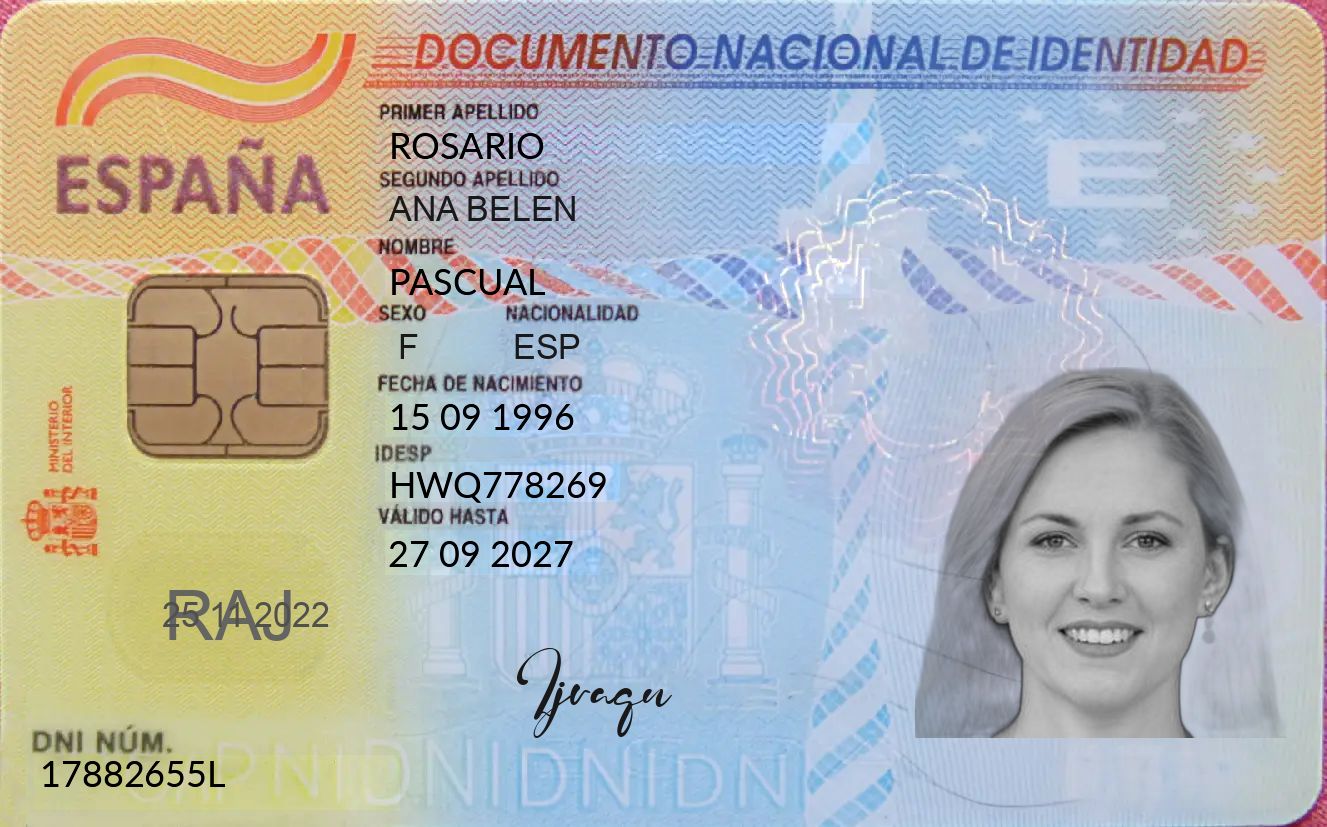 DOCUMENTO NACIONAL DE IDENTIDAD
ESPAÑA
PRIMER APELLIDO
ROSARIO
SEGUNDO APELLIDO
ANA BELEN
NOMBRE
PASCUAL
SEXO NACIONALIDAD
F ESP
FECHA DE NACIMIENTO
15 09 1996
IDESP
HWQ778269
VÁLIDO HASTA
27 09 2027
MINISTERIO
DEL INTERIOR
E
RAJ
25 11 2022
DNI NÚM.
17882655L
DNIDNIDNIDNI